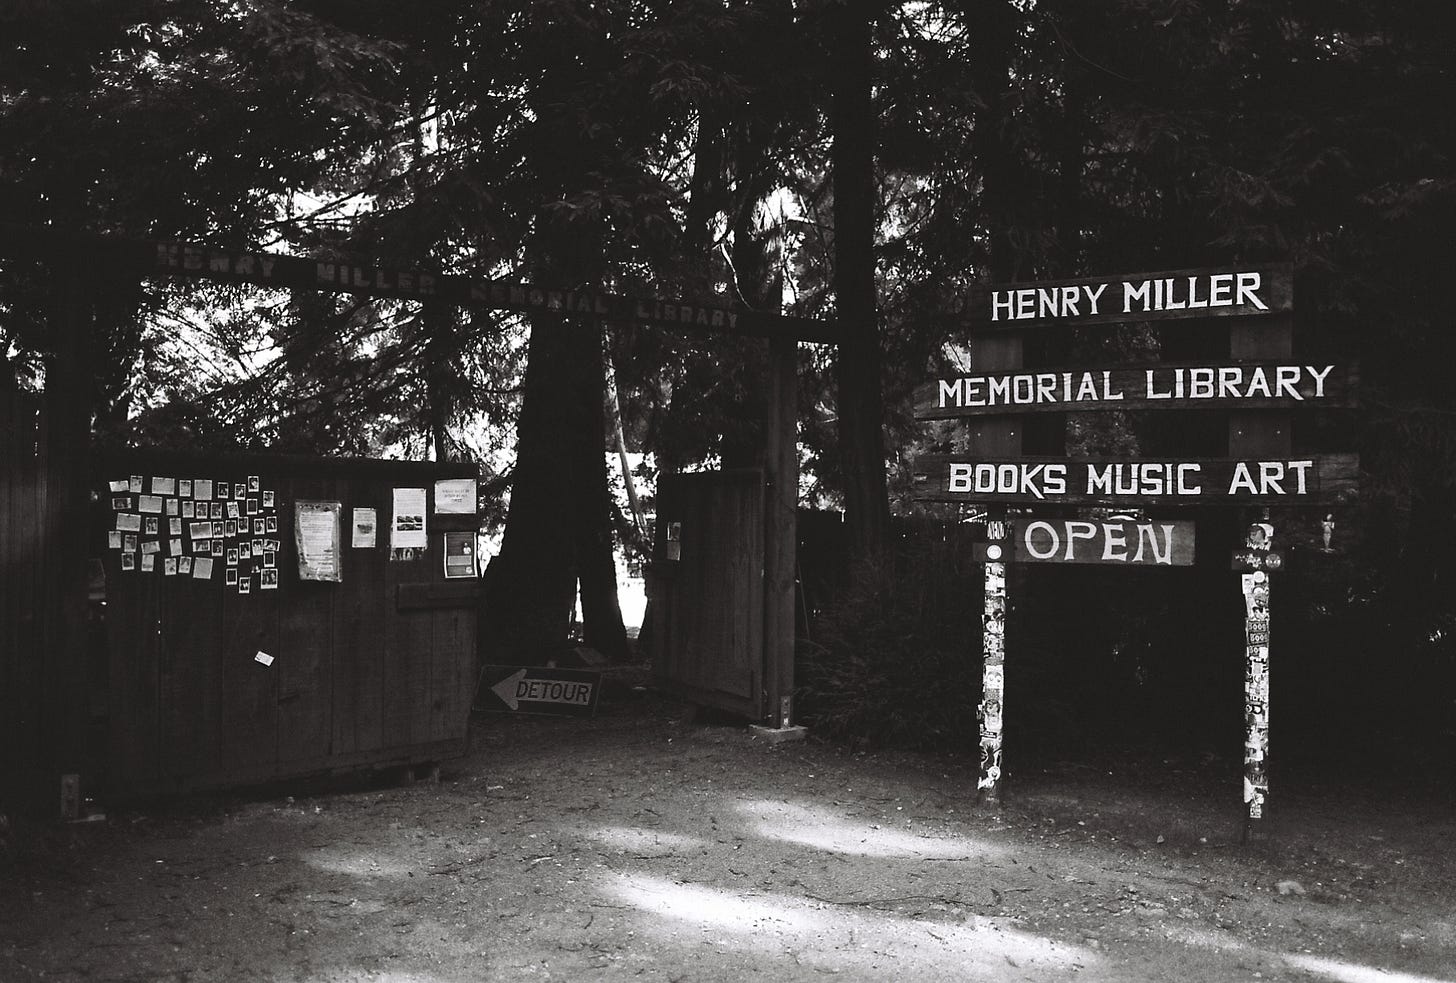 HENRY MILLER MEMORIAL LIBRARY
HENRY MILLER
MEMORIAL LIBRARY
BOOKS MUSIC ART
OPEN
DETOUR